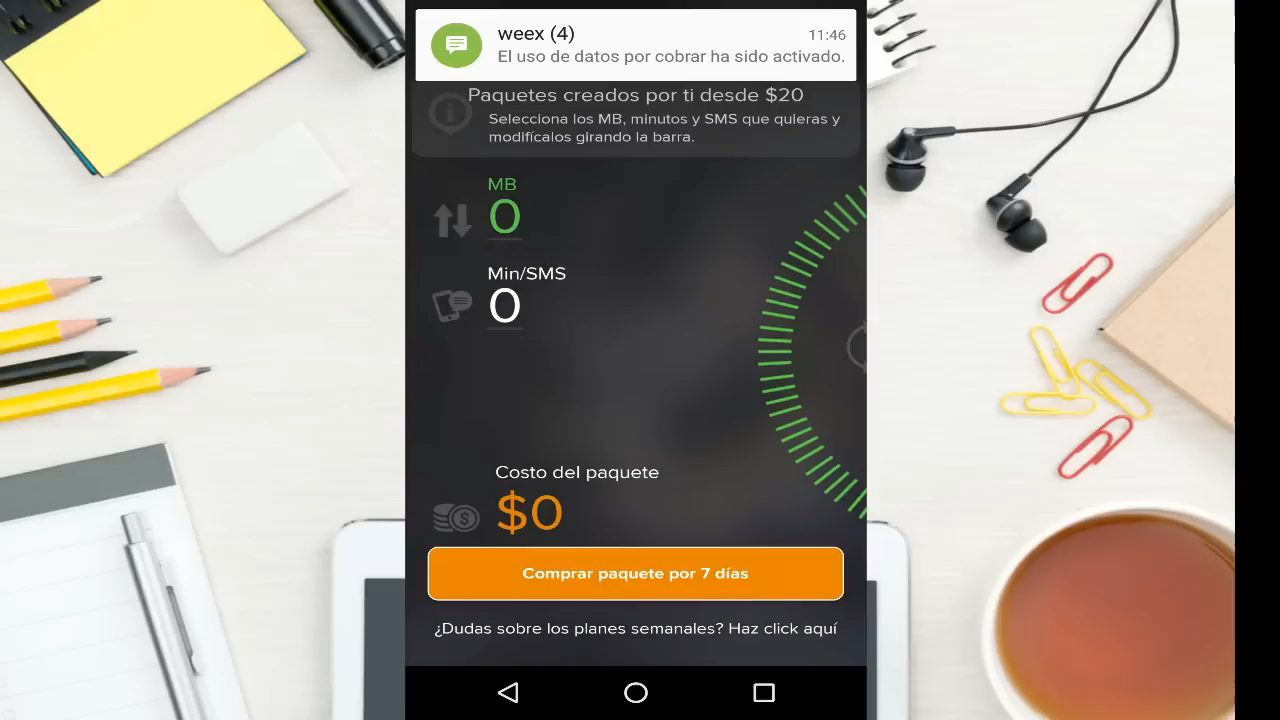 weex (4)
11:46
El uso de datos por cobrar ha sido activado.
Paquetes creados por ti desde $20
Selecciona los MB, minutos y SMS que quieras y
modifícalos girando la barra.
MB
0
Min/SMS
0
Costo del paquete
$0
Comprar paquete por 7 días
¿Dudas sobre los planes semanales? Haz click aquí